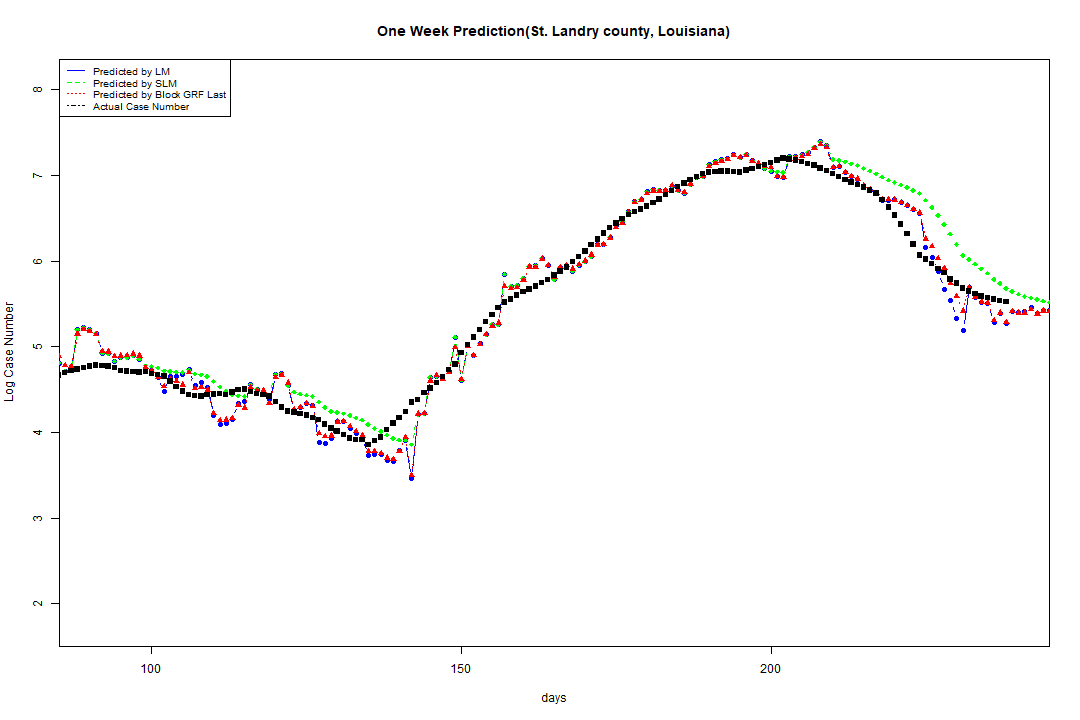 One Week Prediction(St. Landry county, Louisiana)
Predicted by LM
Predicted by SLM
Predicted by Block GRF Last
Actual Case Number
8
7
6
5
4
3
2
Log Case Number
100
150
200
days